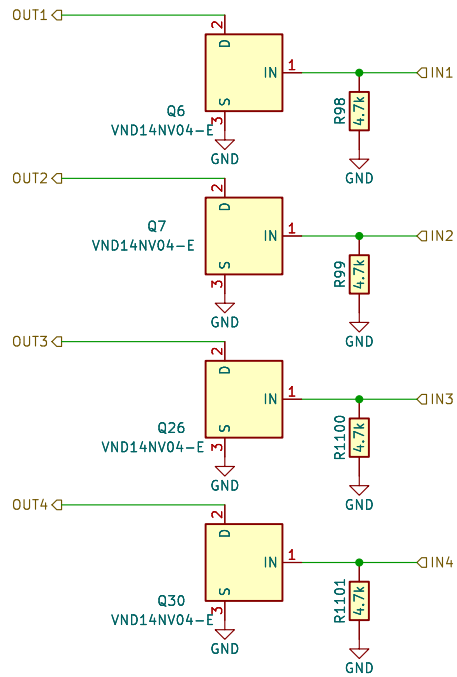 OUT1
2
D
IN
1
IN1
R98
4.7k
Q6
VND14NV04-E
S
3
GND
GND
OUT2
2
D
IN
1
IN2
R99
4.7k
Q7
VND14NV04-E
S
3
GND
GND
OUT3
2
D
IN
1
IN3
R1100
4.7k
Q26
VND14NV04-E
S
3
GND
GND
OUT4
2
D
IN
1
IN4
R1101
4.7k
Q30
VND14NV04-E
S
3
GND
GND